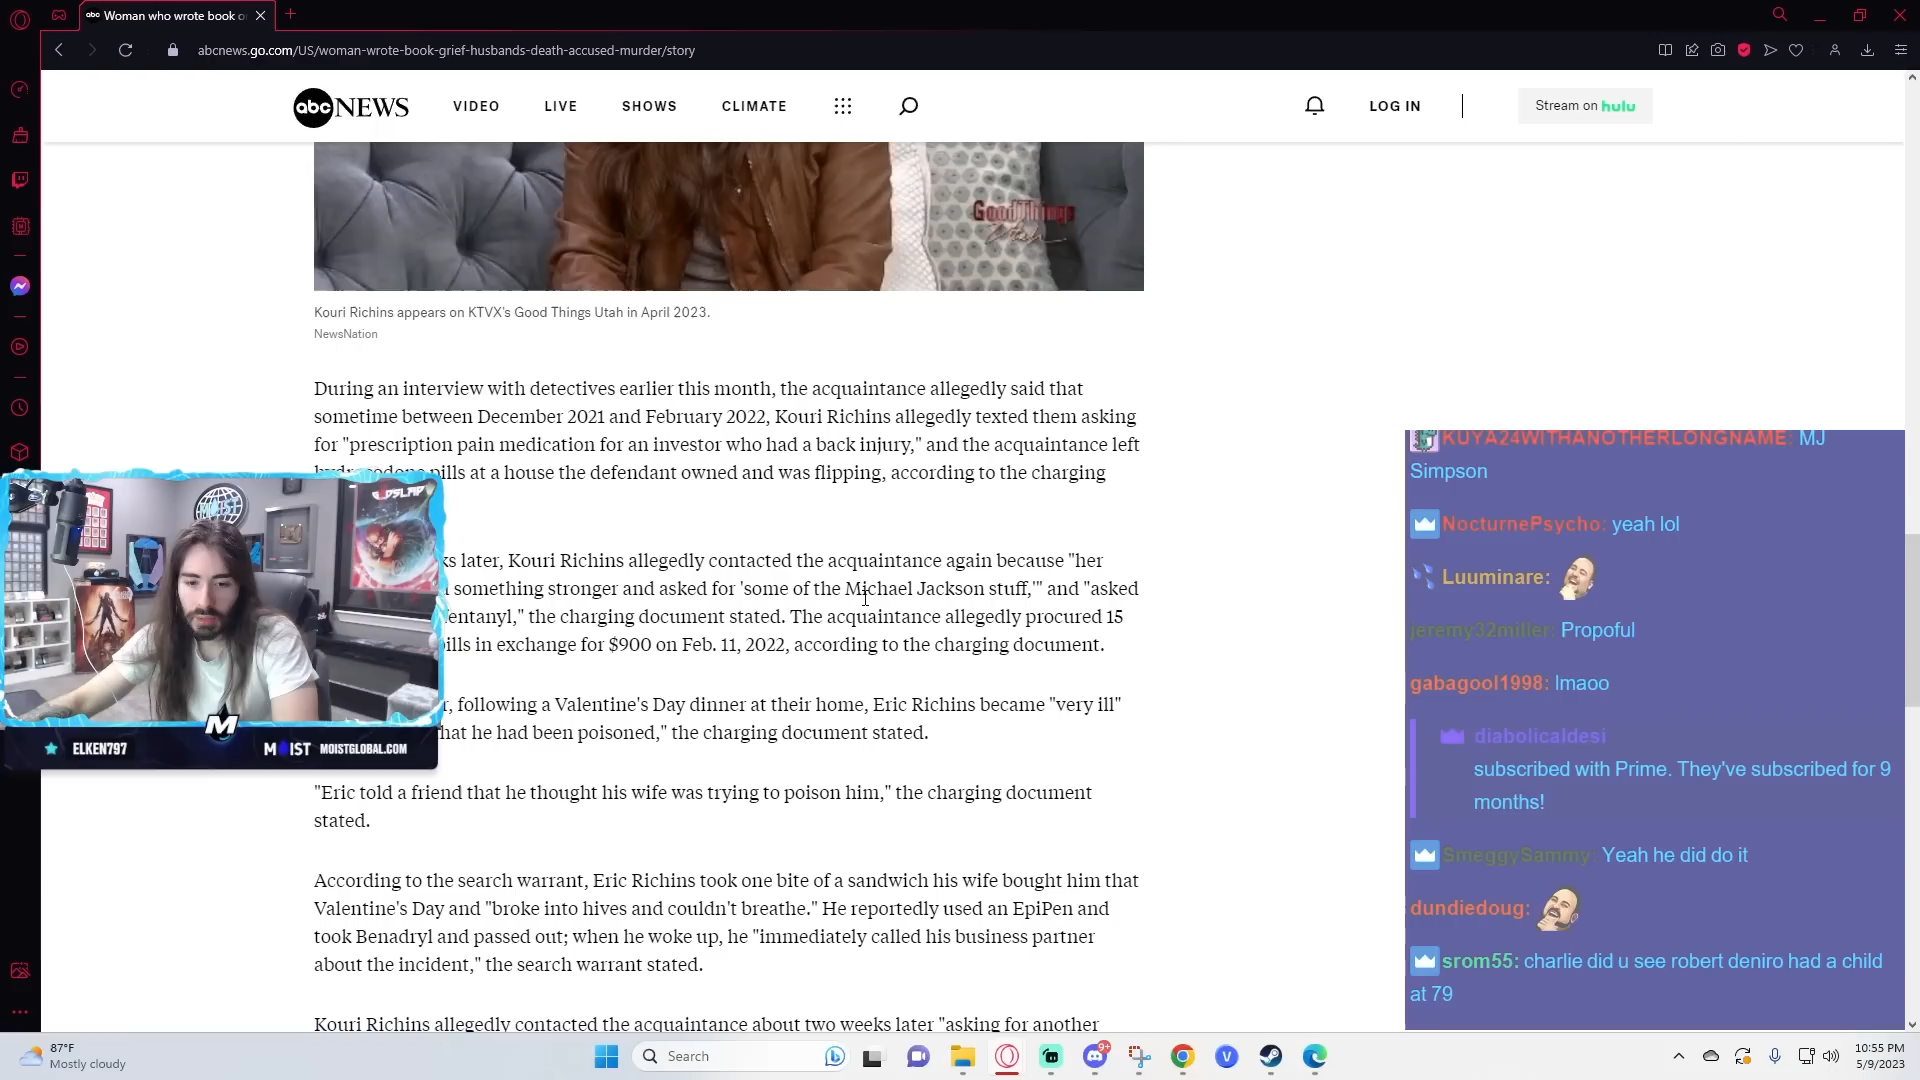 Woman who wrote book o
abcnews.go.com/US/woman-wrote-book-grief-husbands-death-accused-murder/story
abc NEWS VIDEO LIVE SHOWS CLIMATE LOG IN Stream on hulu
GoodThings
Utah
Kouri Richins appears on KTVX's Good Things Utah in April 2023.
NewsNation
During an interview with detectives earlier this month, the acquaintance allegedly said that
sometime between December 2021 and February 2022, Kouri Richins allegedly texted them asking
for "prescription pain medication for an investor who had a back injury," and the acquaintance left
pills at a house the defendant owned and was flipping, according to the charging
later, Kouri Richins allegedly contacted the acquaintance again because "her
something stronger and asked for 'some of the Michael Jackson stuff,'" and "asked
the charging document stated. The acquaintance allegedly procured 15
in exchange for $900 on Feb. 11, 2022, according to the charging document.
following a Valentine's Day dinner at their home, Eric Richins became "very ill"
that he had been poisoned," the charging document stated.
"Eric told a friend that he thought his wife was trying to poison him," the charging document
stated.
According to the search warrant, Eric Richins took one bite of a sandwich his wife bought him that
Valentine's Day and "broke into hives and couldn't breathe." He reportedly used an EpiPen and
took Benadryl and passed out; when he woke up, he "immediately called his business partner
about the incident," the search warrant stated.
Kouri Richins allegedly contacted the acquaintance about two weeks later "asking for another
UPSLAP
MOIST
M
ELKEN797 MOIST MOISTGLOBAL.COM
KUYA24WITHANOTHERLONGNAME: MJ
Simpson
NocturnePsycho: yeah lol
Luuminare:
jeremy32miller: Propoful
gabagool1998: lmaoo
diabolicaldesi
subscribed with Prime. They've subscribed for 9
months!
SmeggySammy: Yeah he did do it
dundiedoug:
srom55: charlie did u see robert deniro had a child
at 79
87°F
Mostly cloudy
Search
9+
10:55 PM
5/9/2023